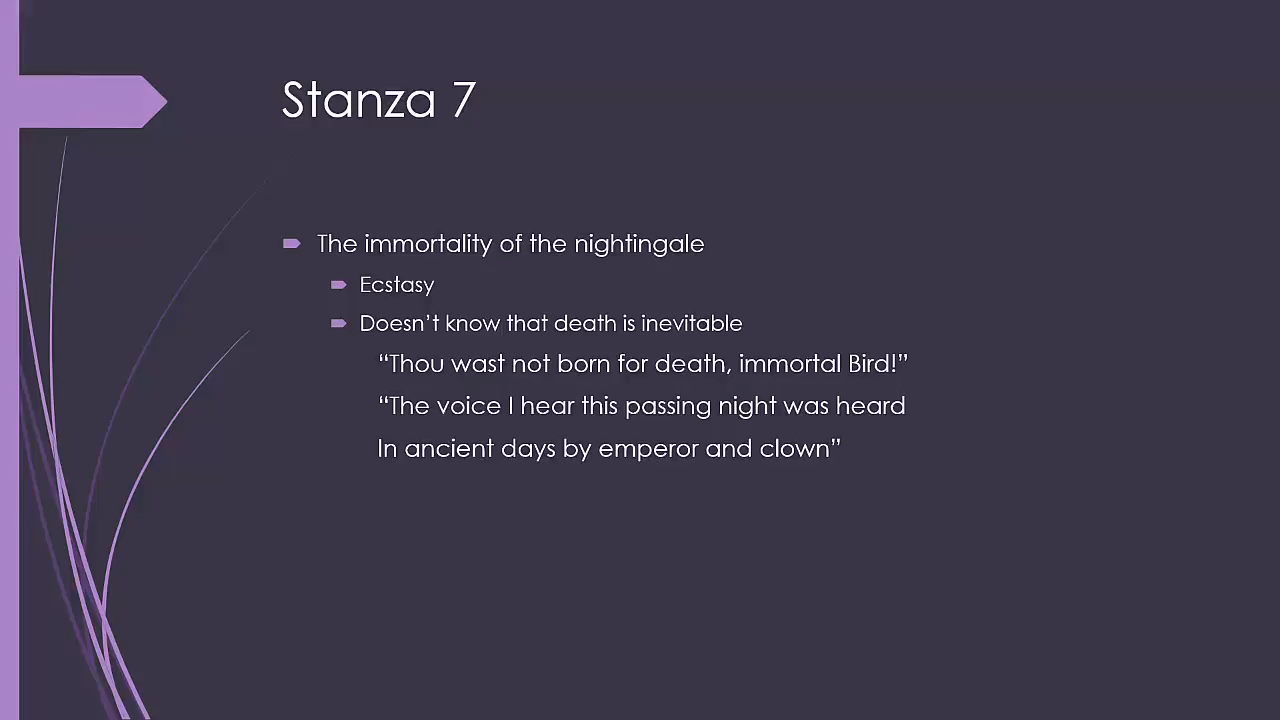 Stanza 7
The immortality of the nightingale
Ecstasy
Doesn’t know that death is inevitable
“Thou wast not born for death, immortal Bird!”
“The voice I hear this passing night was heard
In ancient days by emperor and clown”